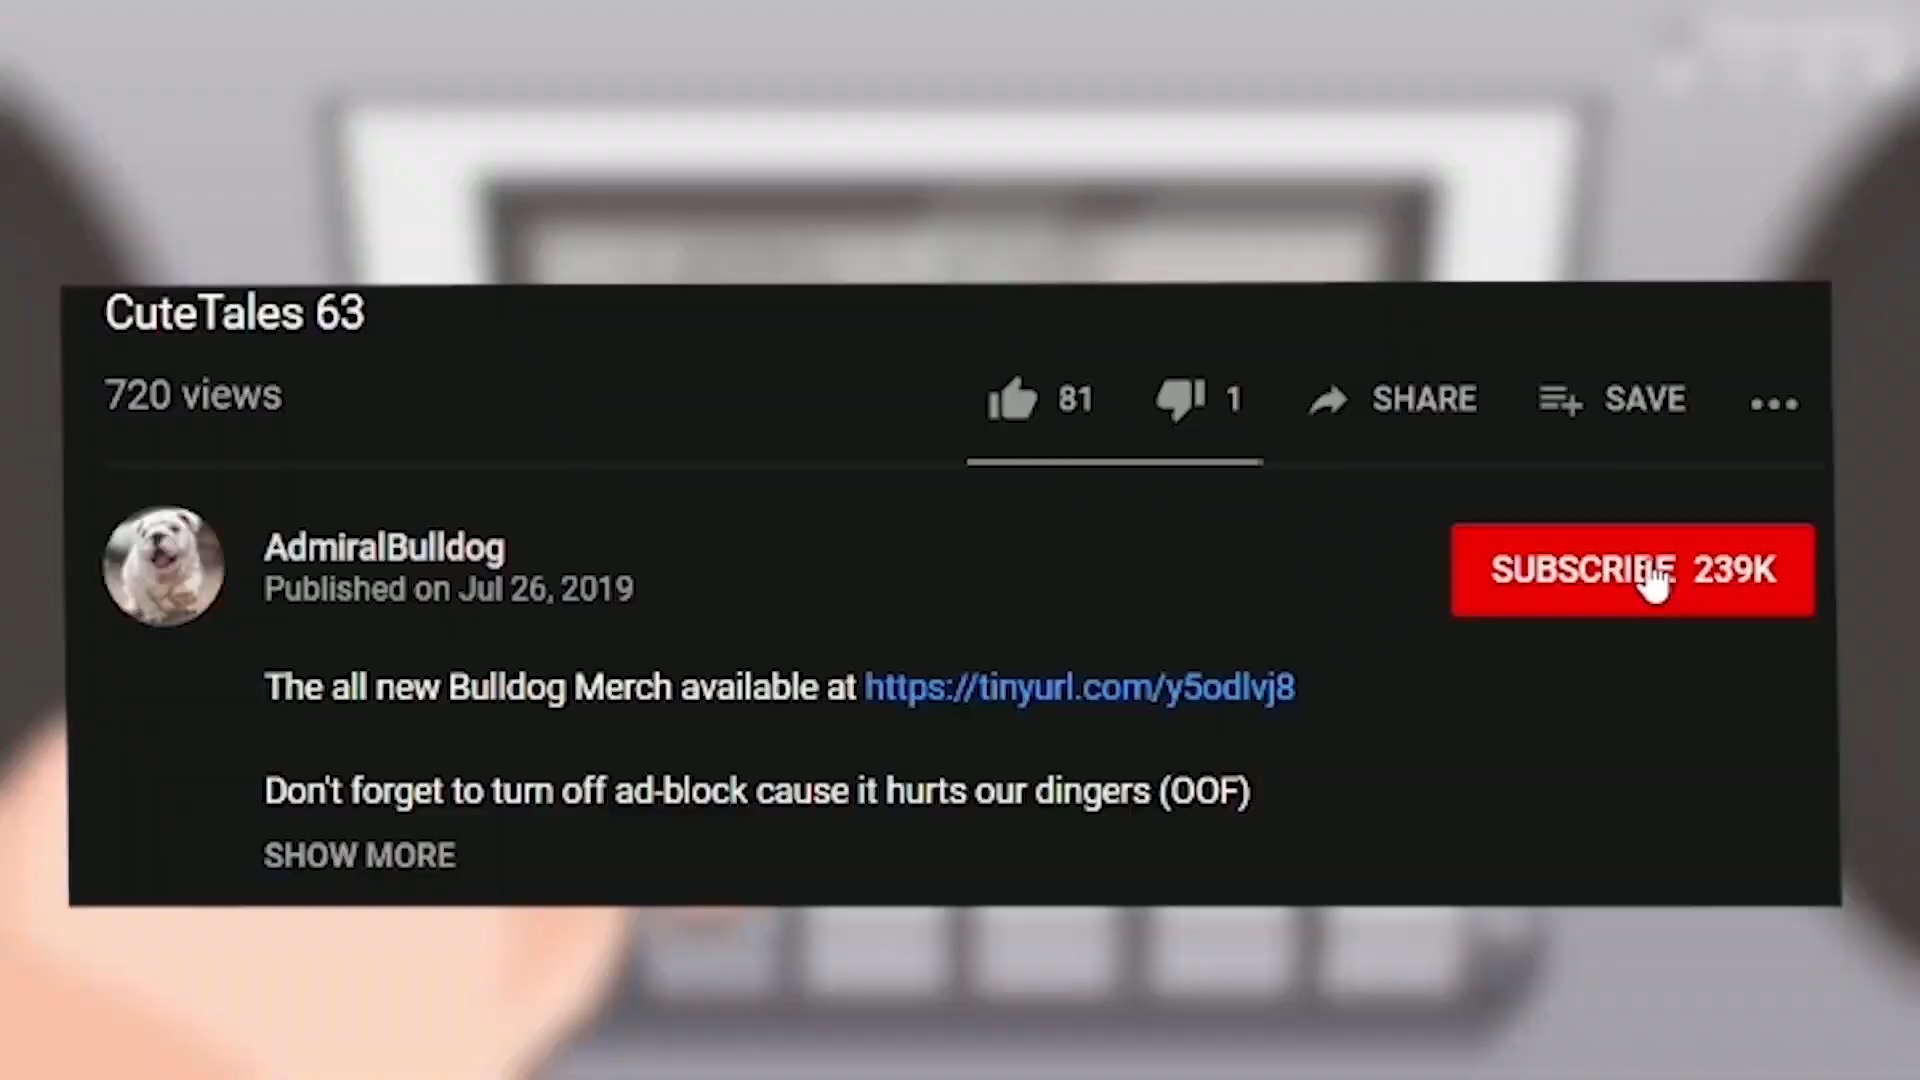 CuteTales 63
720 views
81 1 SHARE SAVE
AdmiralBulldog
Published on Jul 26, 2019
SUBSCRIBE 239K
The all new Bulldog Merch available at https://tinyurl.com/y5odlvj8
Don't forget to turn off ad-block cause it hurts our dingers (OOF)
SHOW MORE